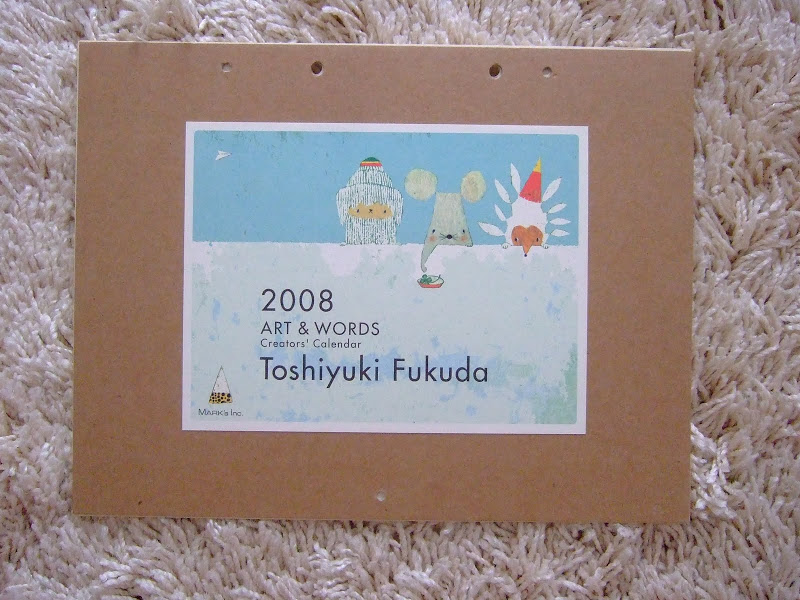 2008
ART & WORDS
Creators' Calendar
Toshiyuki Fukuda
MARK's Inc.